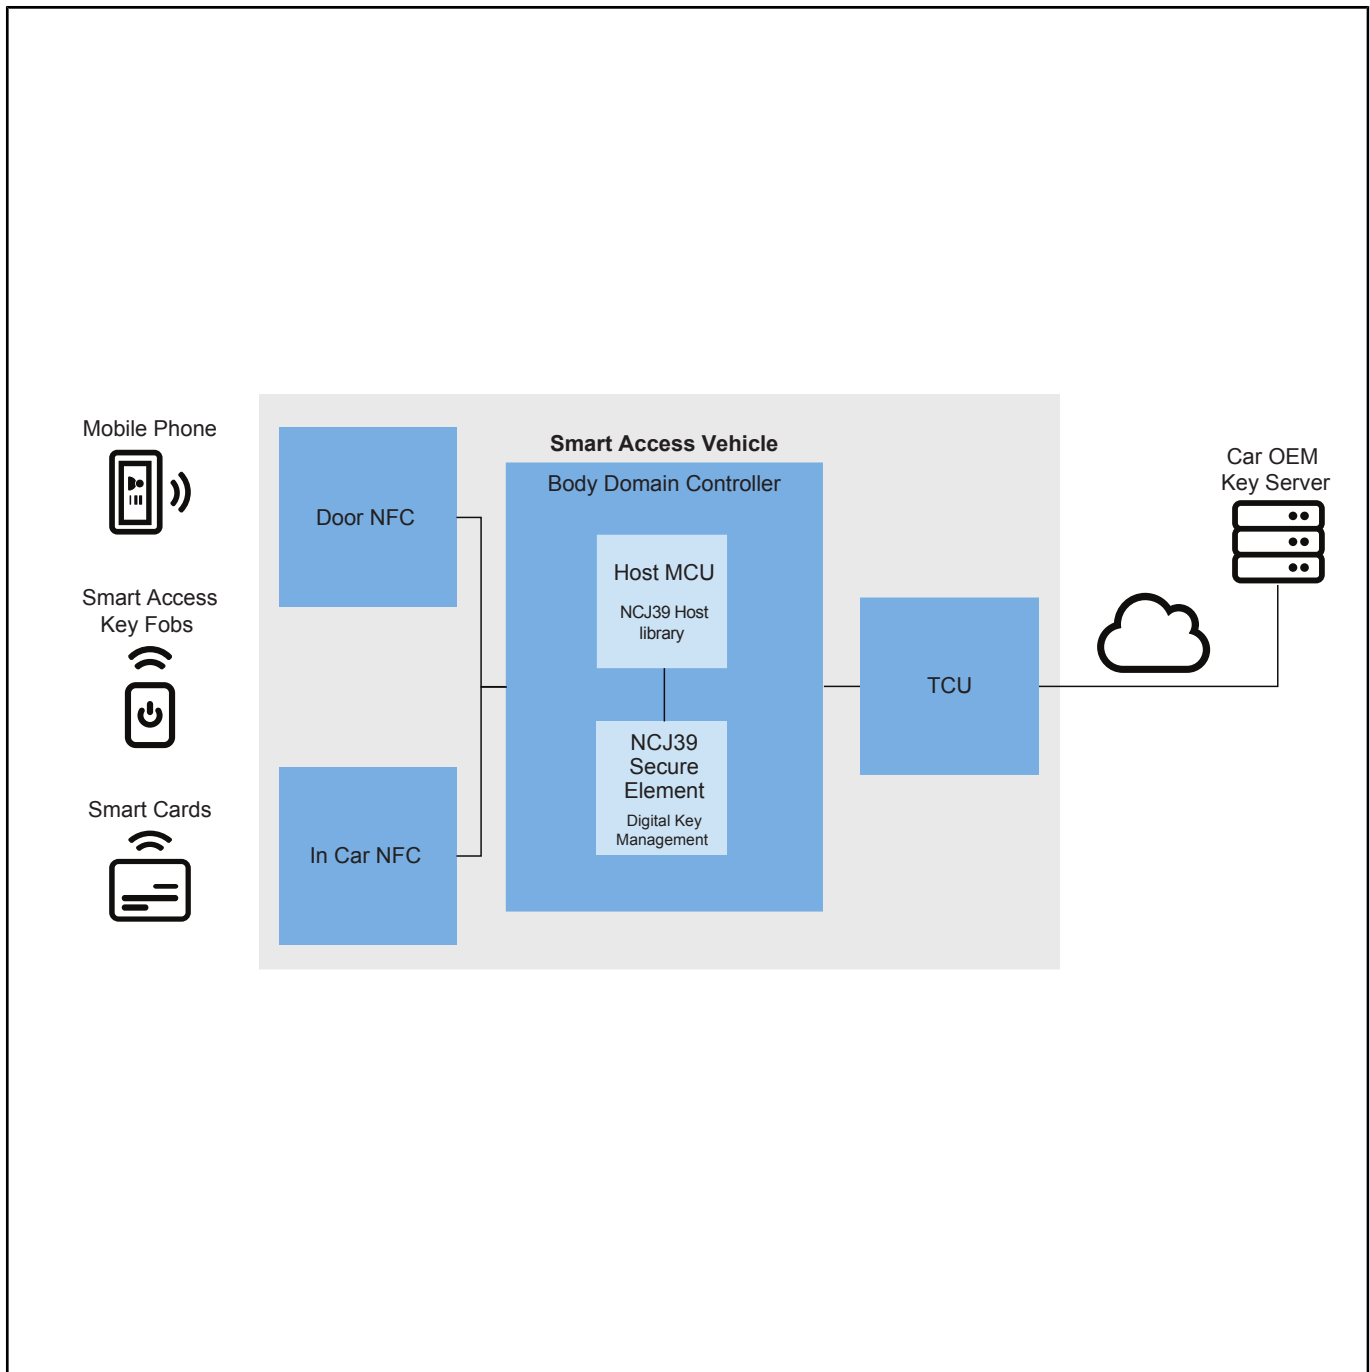 Mobile Phone
Smart Access
Key Fobs
Smart Cards
Door NFC
In Car NFC
Smart Access Vehicle
Body Domain Controller
Host MCU
NCJ39 Host
library
NCJ39
Secure
Element
Digital Key
Management
TCU
Car OEM
Key Server